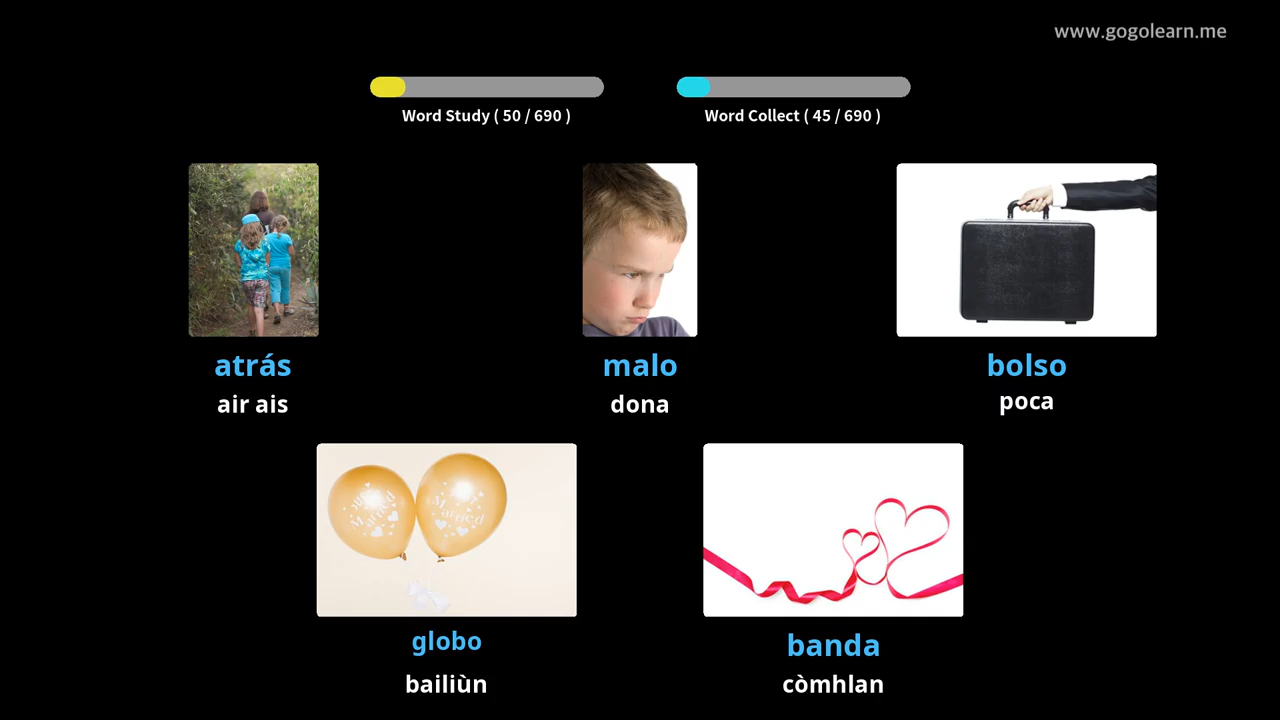 www.gogolearn.me
Word Study ( 50 / 690 )
Word Collect ( 45 / 690 )
atrás
malo
bolso
air ais
dona
poca
globo
banda
bailiùn
còmhlan